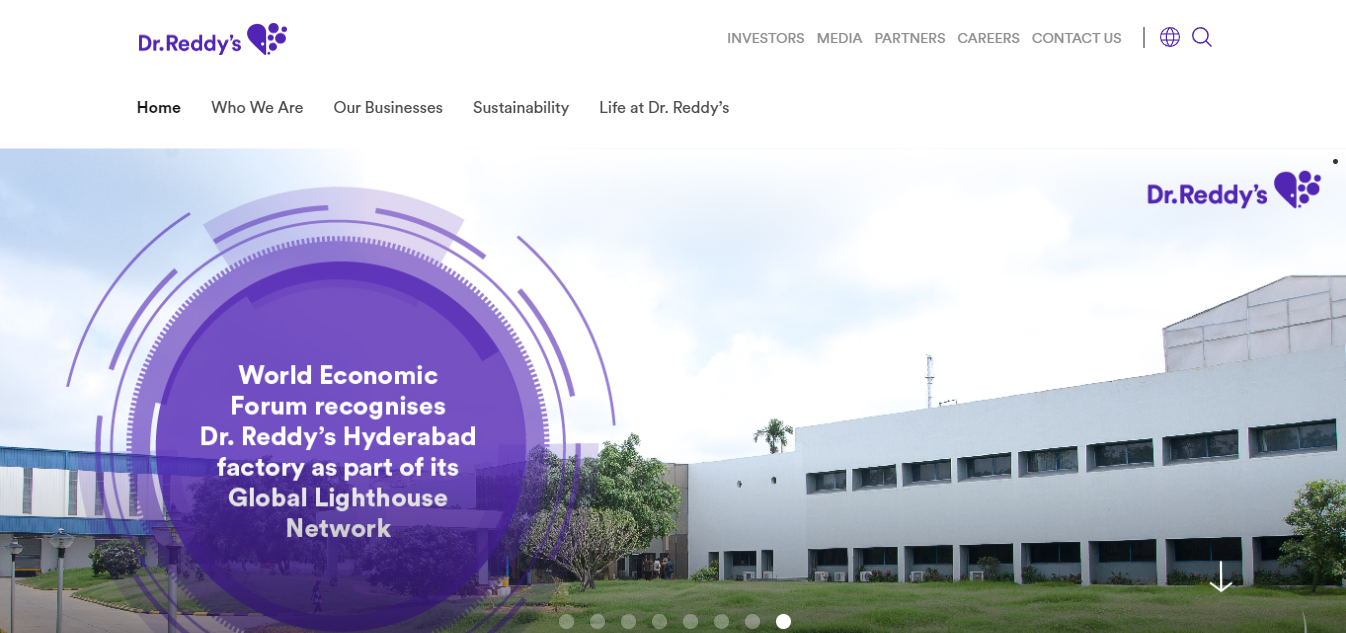 Dr.Reddy's
INVESTORS MEDIA PARTNERS CAREERS CONTACT US
Home Who We Are Our Businesses Sustainability Life at Dr. Reddy’s
Dr.Reddy's
World Economic
Forum recognises
Dr. Reddy’s Hyderabad
factory as part of its
Global Lighthouse
Network